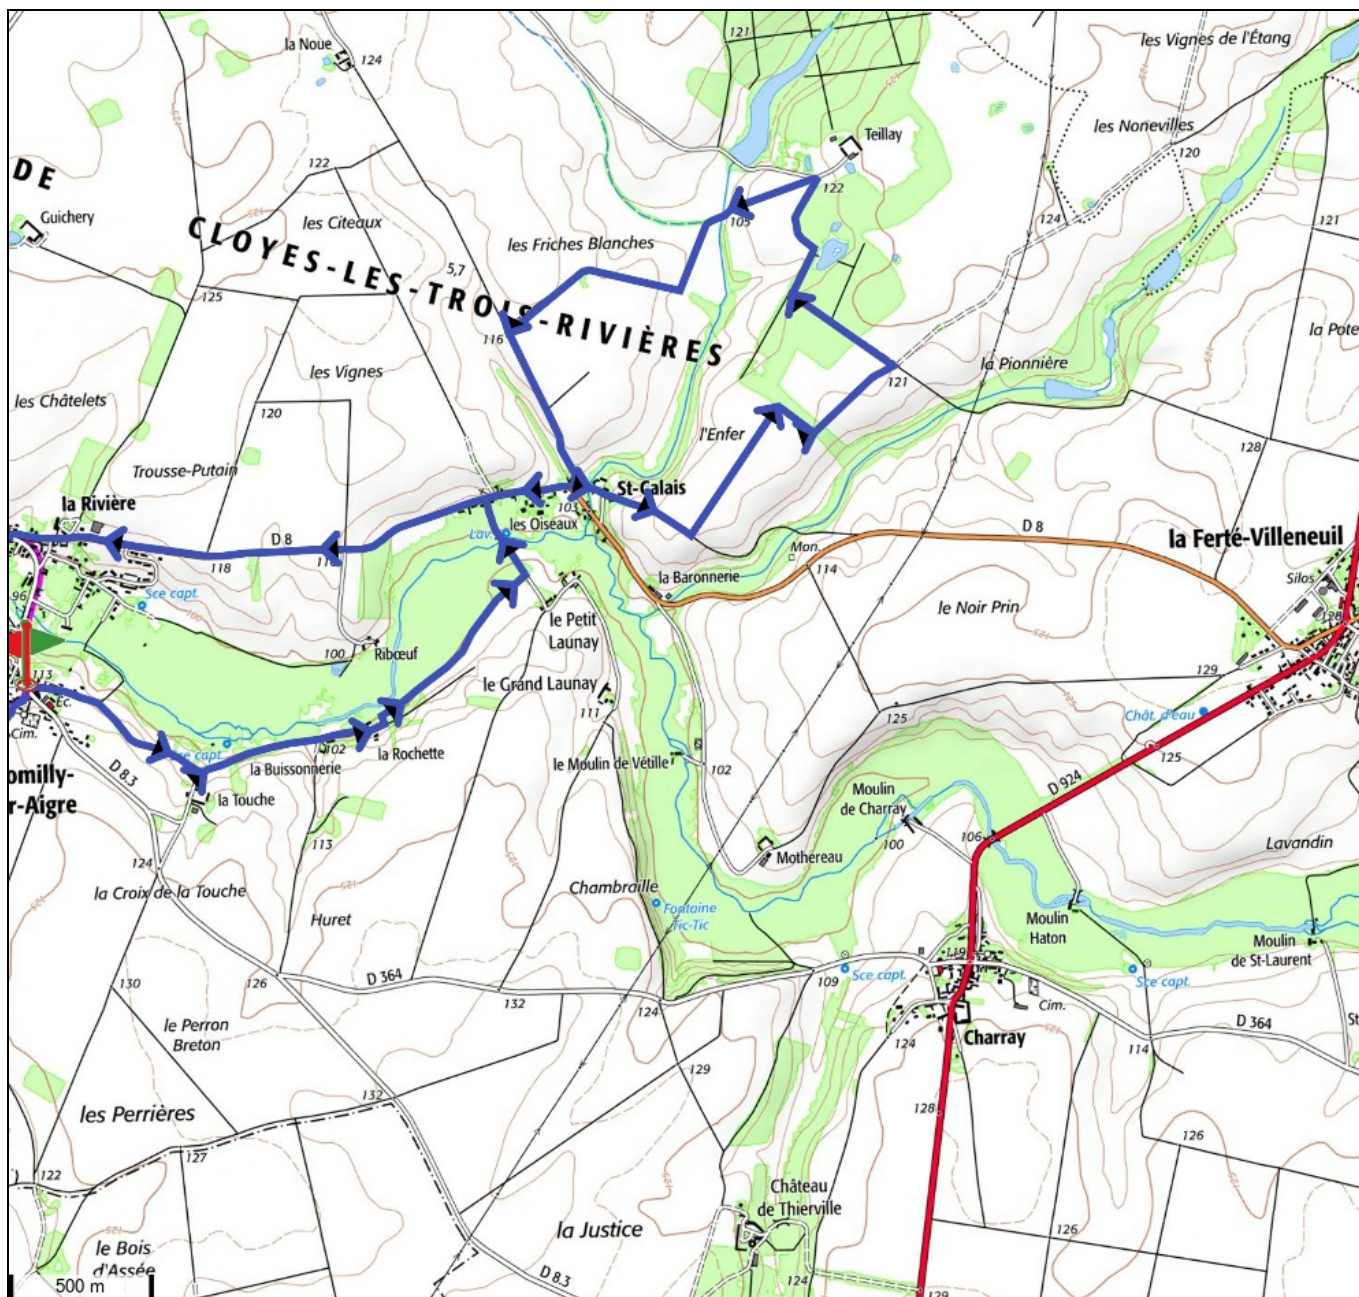 la Noue
124
121
les Vignes de l'Étang
Teillay
les Nonevilles
120
125
DE
122
122
Guichery
les Citeaux
CLOYES-LES-TROIS-RIVIÈRES
les Friches Blanches
105
124
121
5,7
125
116
la Pote
les Vignes
la Pionnière
121
les Châtelets
120
l'Enfer
128
Trousse-Putain
la Rivière
St-Calais
103
les Oiseaux
Lav.
D 8
D 8
118
la Ferté-Villeneuil
Mon.
114
la Baronnerie
Silos
96
Sce capt.
100
le Noir Prin
125
128
le Petit
Launay
100
Ribœuf
129
113
Ec.
le Grand Launay
111
125
Chât. d'eau
Cim.
Sce capt.
102
la Rochette
la Buissonnerie
le Moulin de Vétille
102
125
D 83
la Touche
D 924
omilly-
r-Aigre
Moulin
de Charray
100
106
113
Mothereau
Lavandin
124
la Croix de la Touche
Chambraille
Fontaine
Tic-Tic
Huret
Moulin
Haton
Moulin
de St-Laurent
119
126
D 364
132
109
Sce capt.
Sce capt.
130
124
Cim.
le Perron
Breton
Charray
124
D 364
114
St
129
les Perrières
132
128
126
127
122
Château
de Thierville
la Justice
126
le Bois
d'Assée
D 83
124
129
500 m